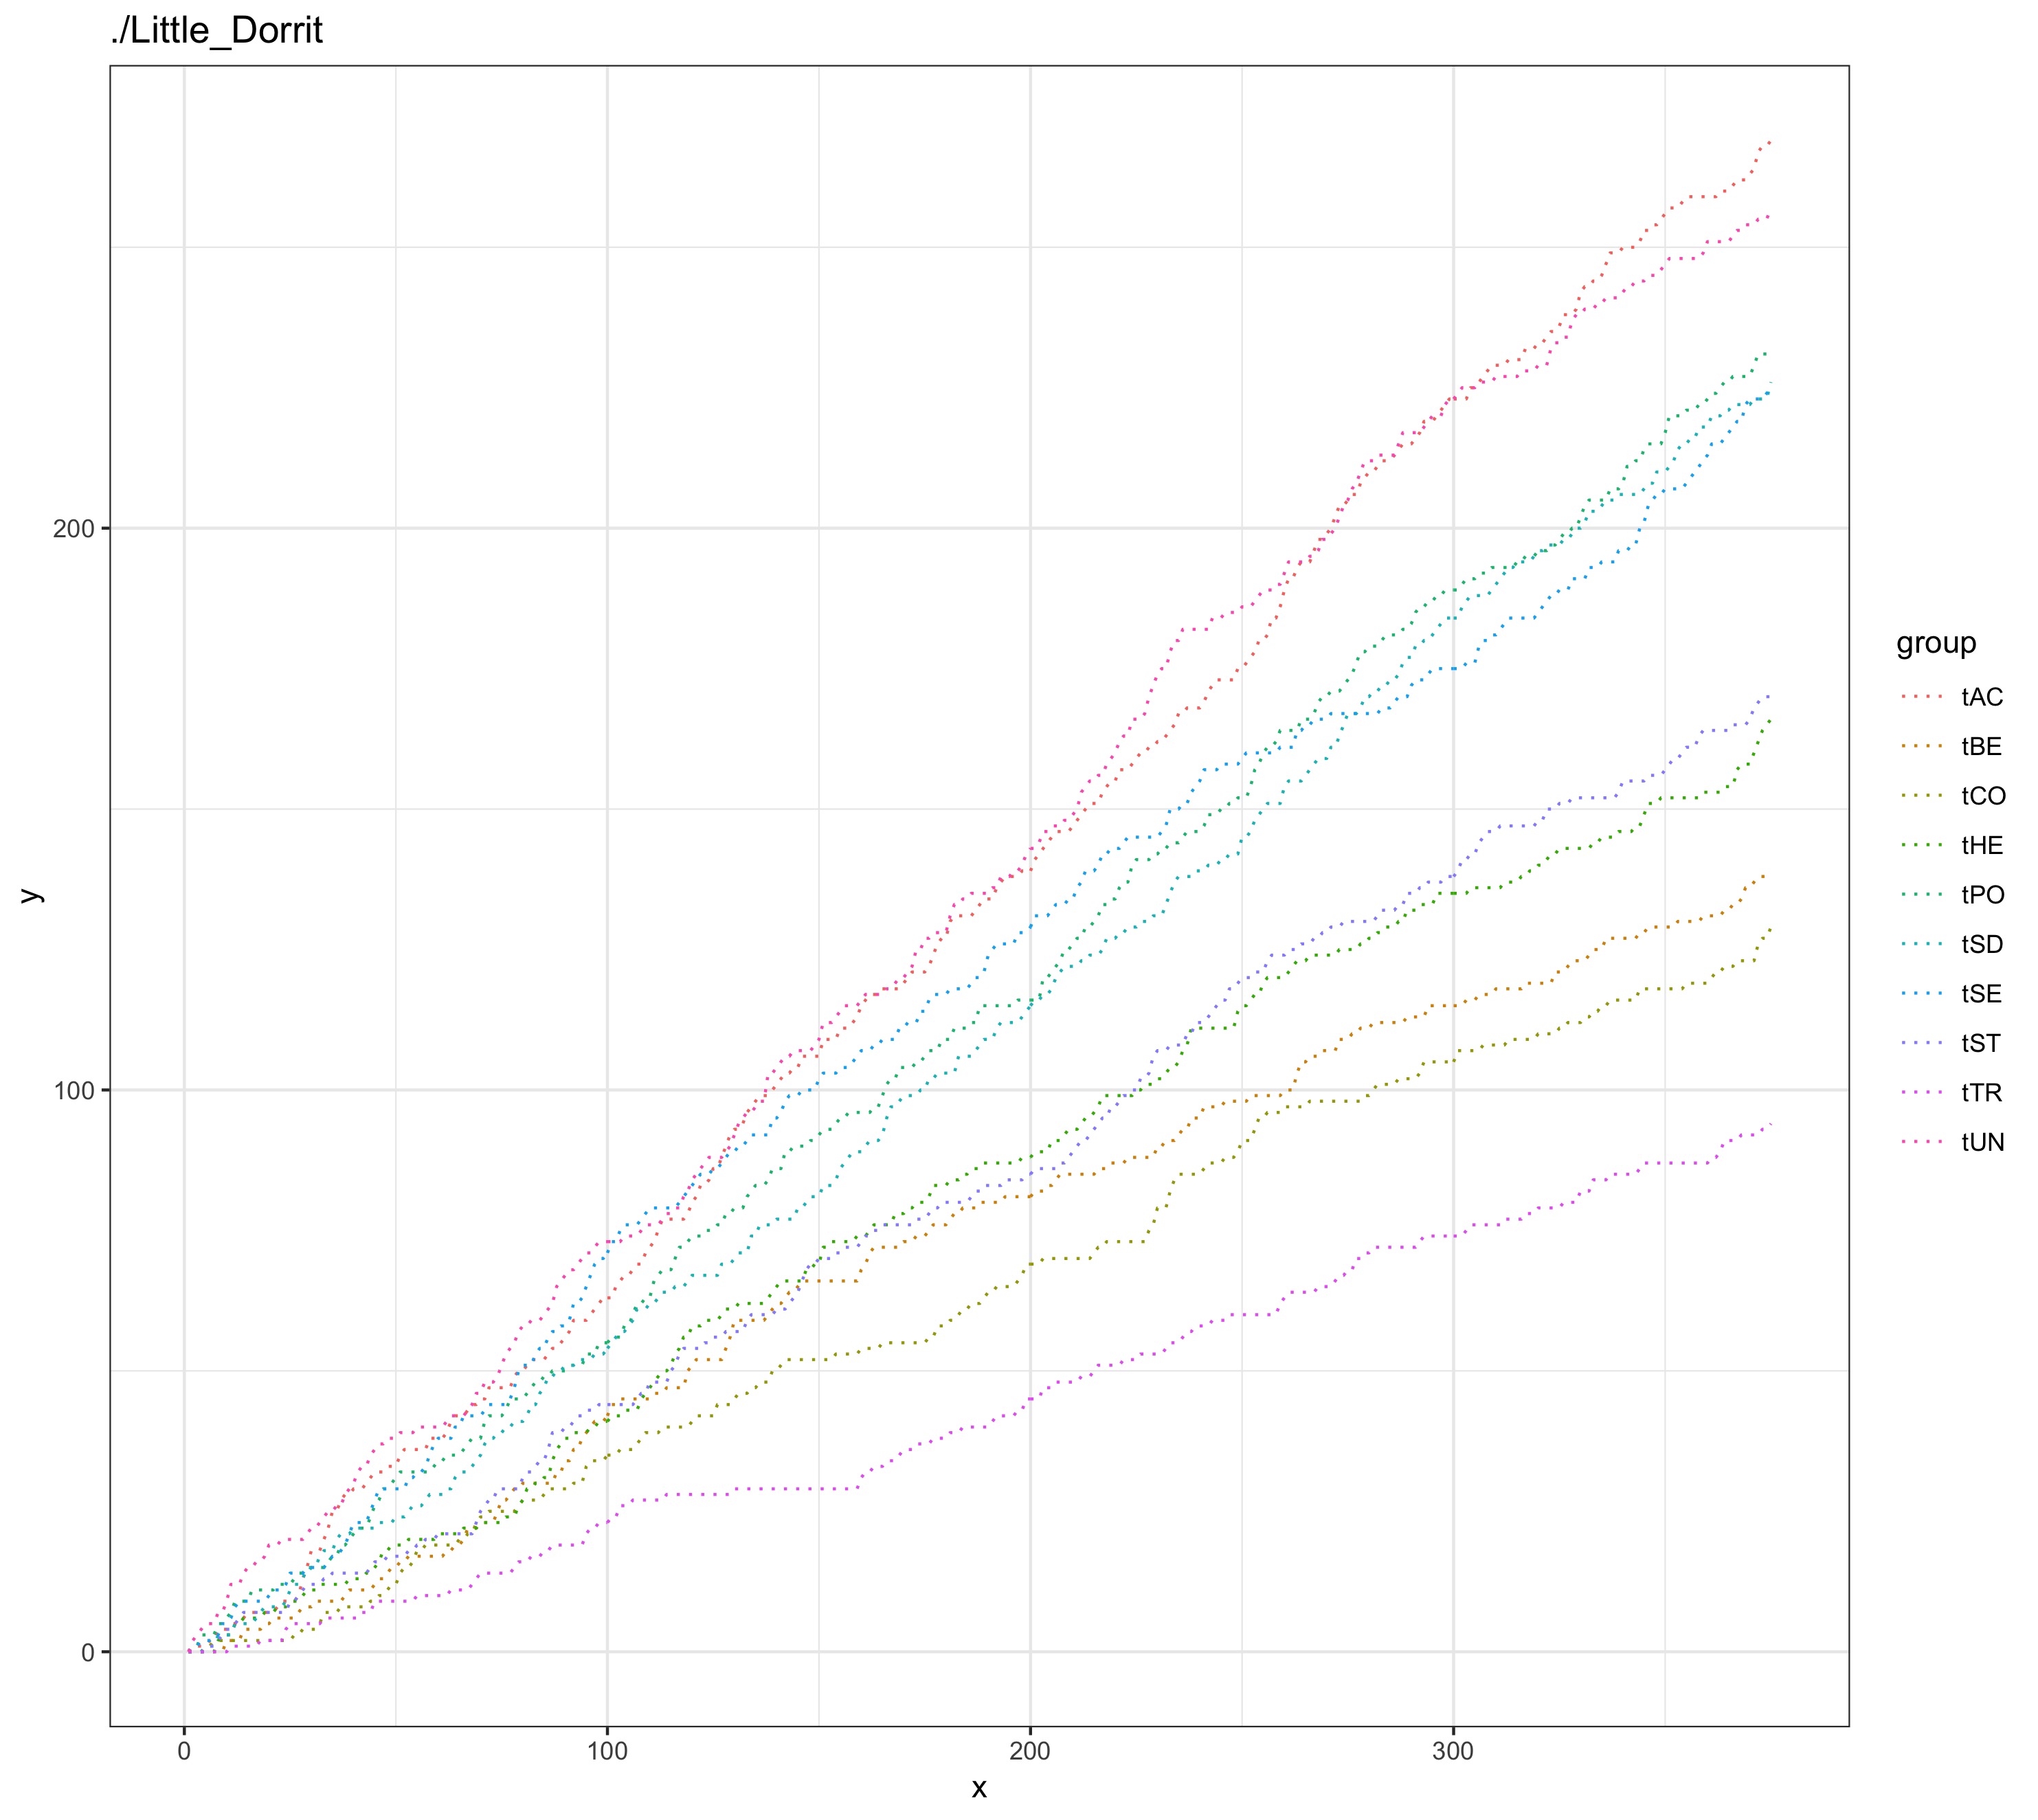 ./Little_Dorrit
200
100
0
y
0 100 200 300
x
group
tAC
tBE
tCO
tHE
tPO
tSD
tSE
tST
tTR
tUN